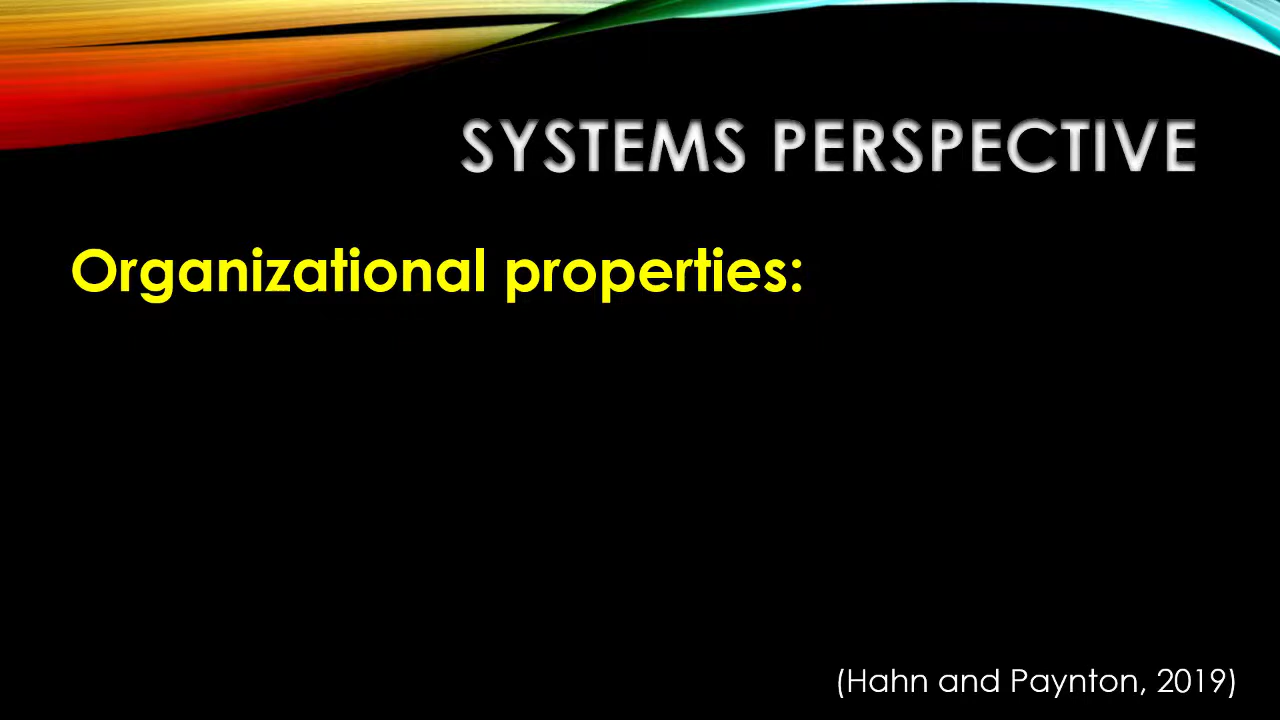 SYSTEMS PERSPECTIVE
Organizational properties:
(Hahn and Paynton, 2019)